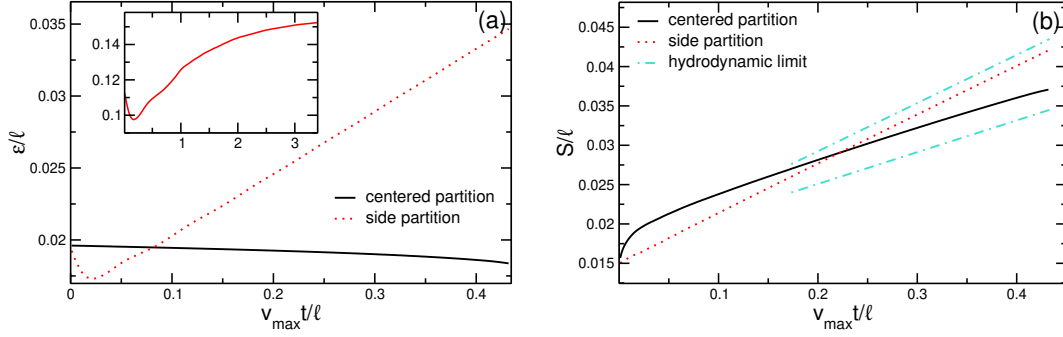 (a)
ε/ℓ
0.035
0.03
0.025
0.02
0.14
0.12
0.1
1
2
3
centered partition
side partition
0
0.1
0.2
0.3
0.4
v_max t/ℓ
(b)
S/ℓ
0.045
0.04
0.035
0.03
0.025
0.02
0.015
centered partition
side partition
hydrodynamic limit
0.1
0.2
0.3
0.4
v_max t/ℓ